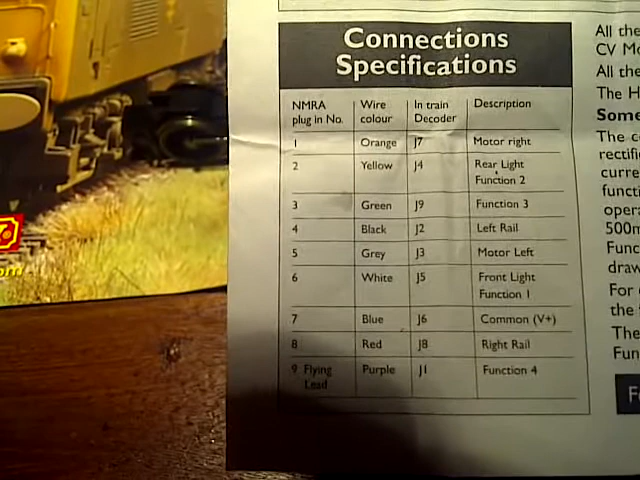 Connections
Specifications
NMRA plug in No. Wire colour In train Decoder Description
1 Orange J7 Motor right
2 Yellow J4 Rear Light Function 2
3 Green J9 Function 3
4 Black J2 Left Rail
5 Grey J3 Motor Left
6 White J5 Front Light Function 1
7 Blue J6 Common (V+)
8 Red J8 Right Rail
9 Flying Lead Purple J1 Function 4
All the
CV Mo
All the
The H
Some
The c
rectifi
curre
functi
opera
500m
Func
draw
For
the
The
Fun
F
om